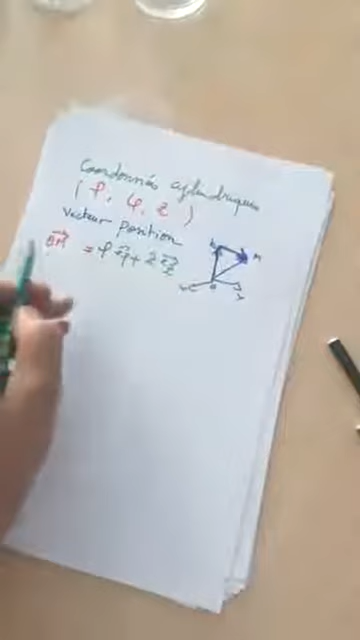 Coordonnées cylindriques
( ρ, φ, z )
Vecteur position
OM = ρ eρ + z ez
M
O
x
y